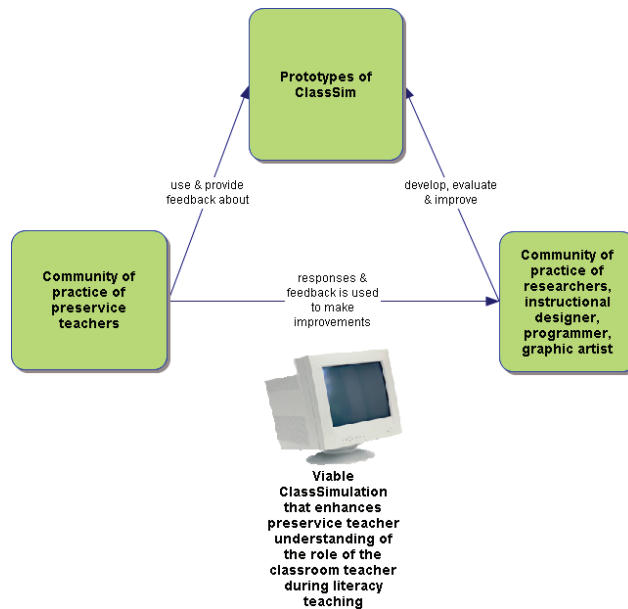 Prototypes of
ClassSim
use & provide
feedback about
develop, evaluate
& improve
Community of
practice of
preservice
teachers
responses &
feedback is used
to make
improvements
Community of
practice of
researchers,
instructional
designer,
programmer,
graphic artist
Viable
ClassSimulation
that enhances
preservice teacher
understanding of
the role of the
classroom teacher
during literacy
teaching